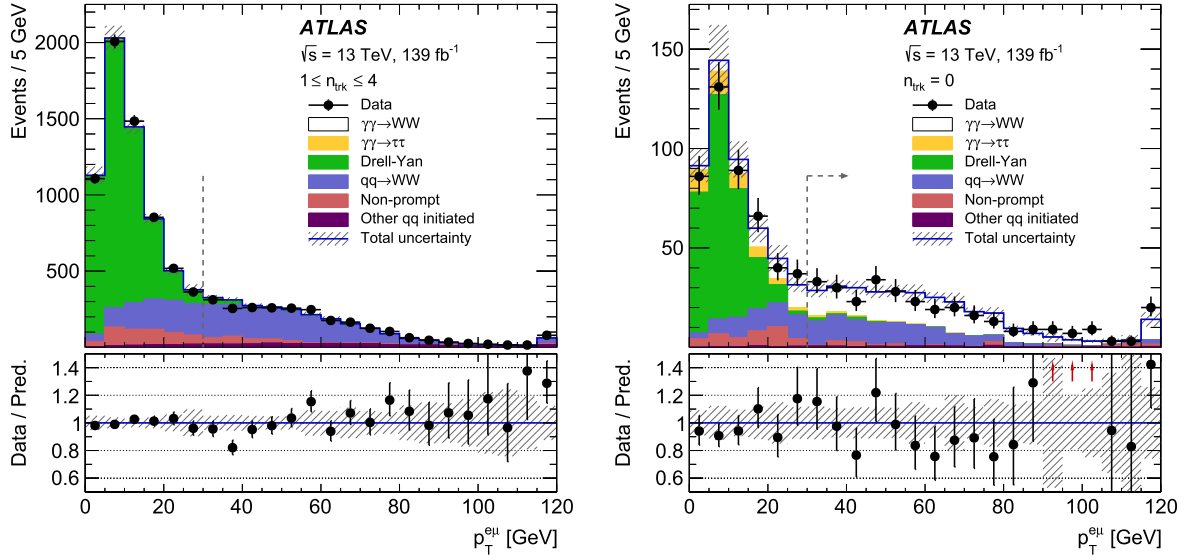 ATLAS
√s = 13 TeV, 139 fb⁻¹
1 ≤ n_trk ≤ 4
Data
γγ→WW
γγ→ττ
Drell-Yan
qq→WW
Non-prompt
Other qq initiated
Total uncertainty
Events / 5 GeV
2000
1500
1000
500
Data / Pred.
1.4
1.2
1
0.8
0.6
0 20 40 60 80 100 120
p_T^eμ [GeV]
ATLAS
√s = 13 TeV, 139 fb⁻¹
n_trk = 0
Data
γγ→WW
γγ→ττ
Drell-Yan
qq→WW
Non-prompt
Other qq initiated
Total uncertainty
Events / 5 GeV
150
100
50
Data / Pred.
1.4
1.2
1
0.8
0.6
0 20 40 60 80 100 120
p_T^eμ [GeV]